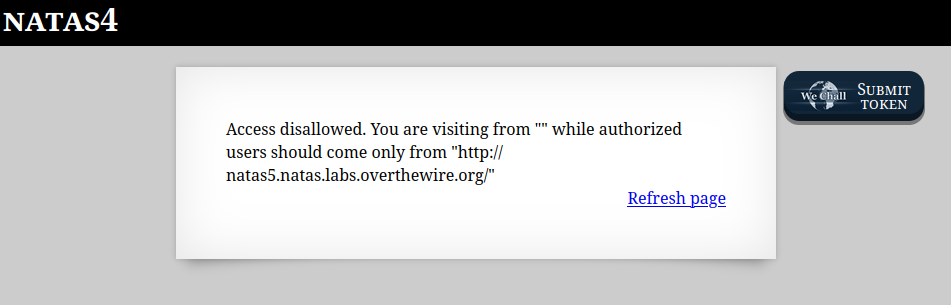 NATAS4
Access disallowed. You are visiting from "" while authorized
users should come only from "http://
natas5.natas.labs.overthewire.org/"
Refresh page
We Chall
SUBMIT
TOKEN